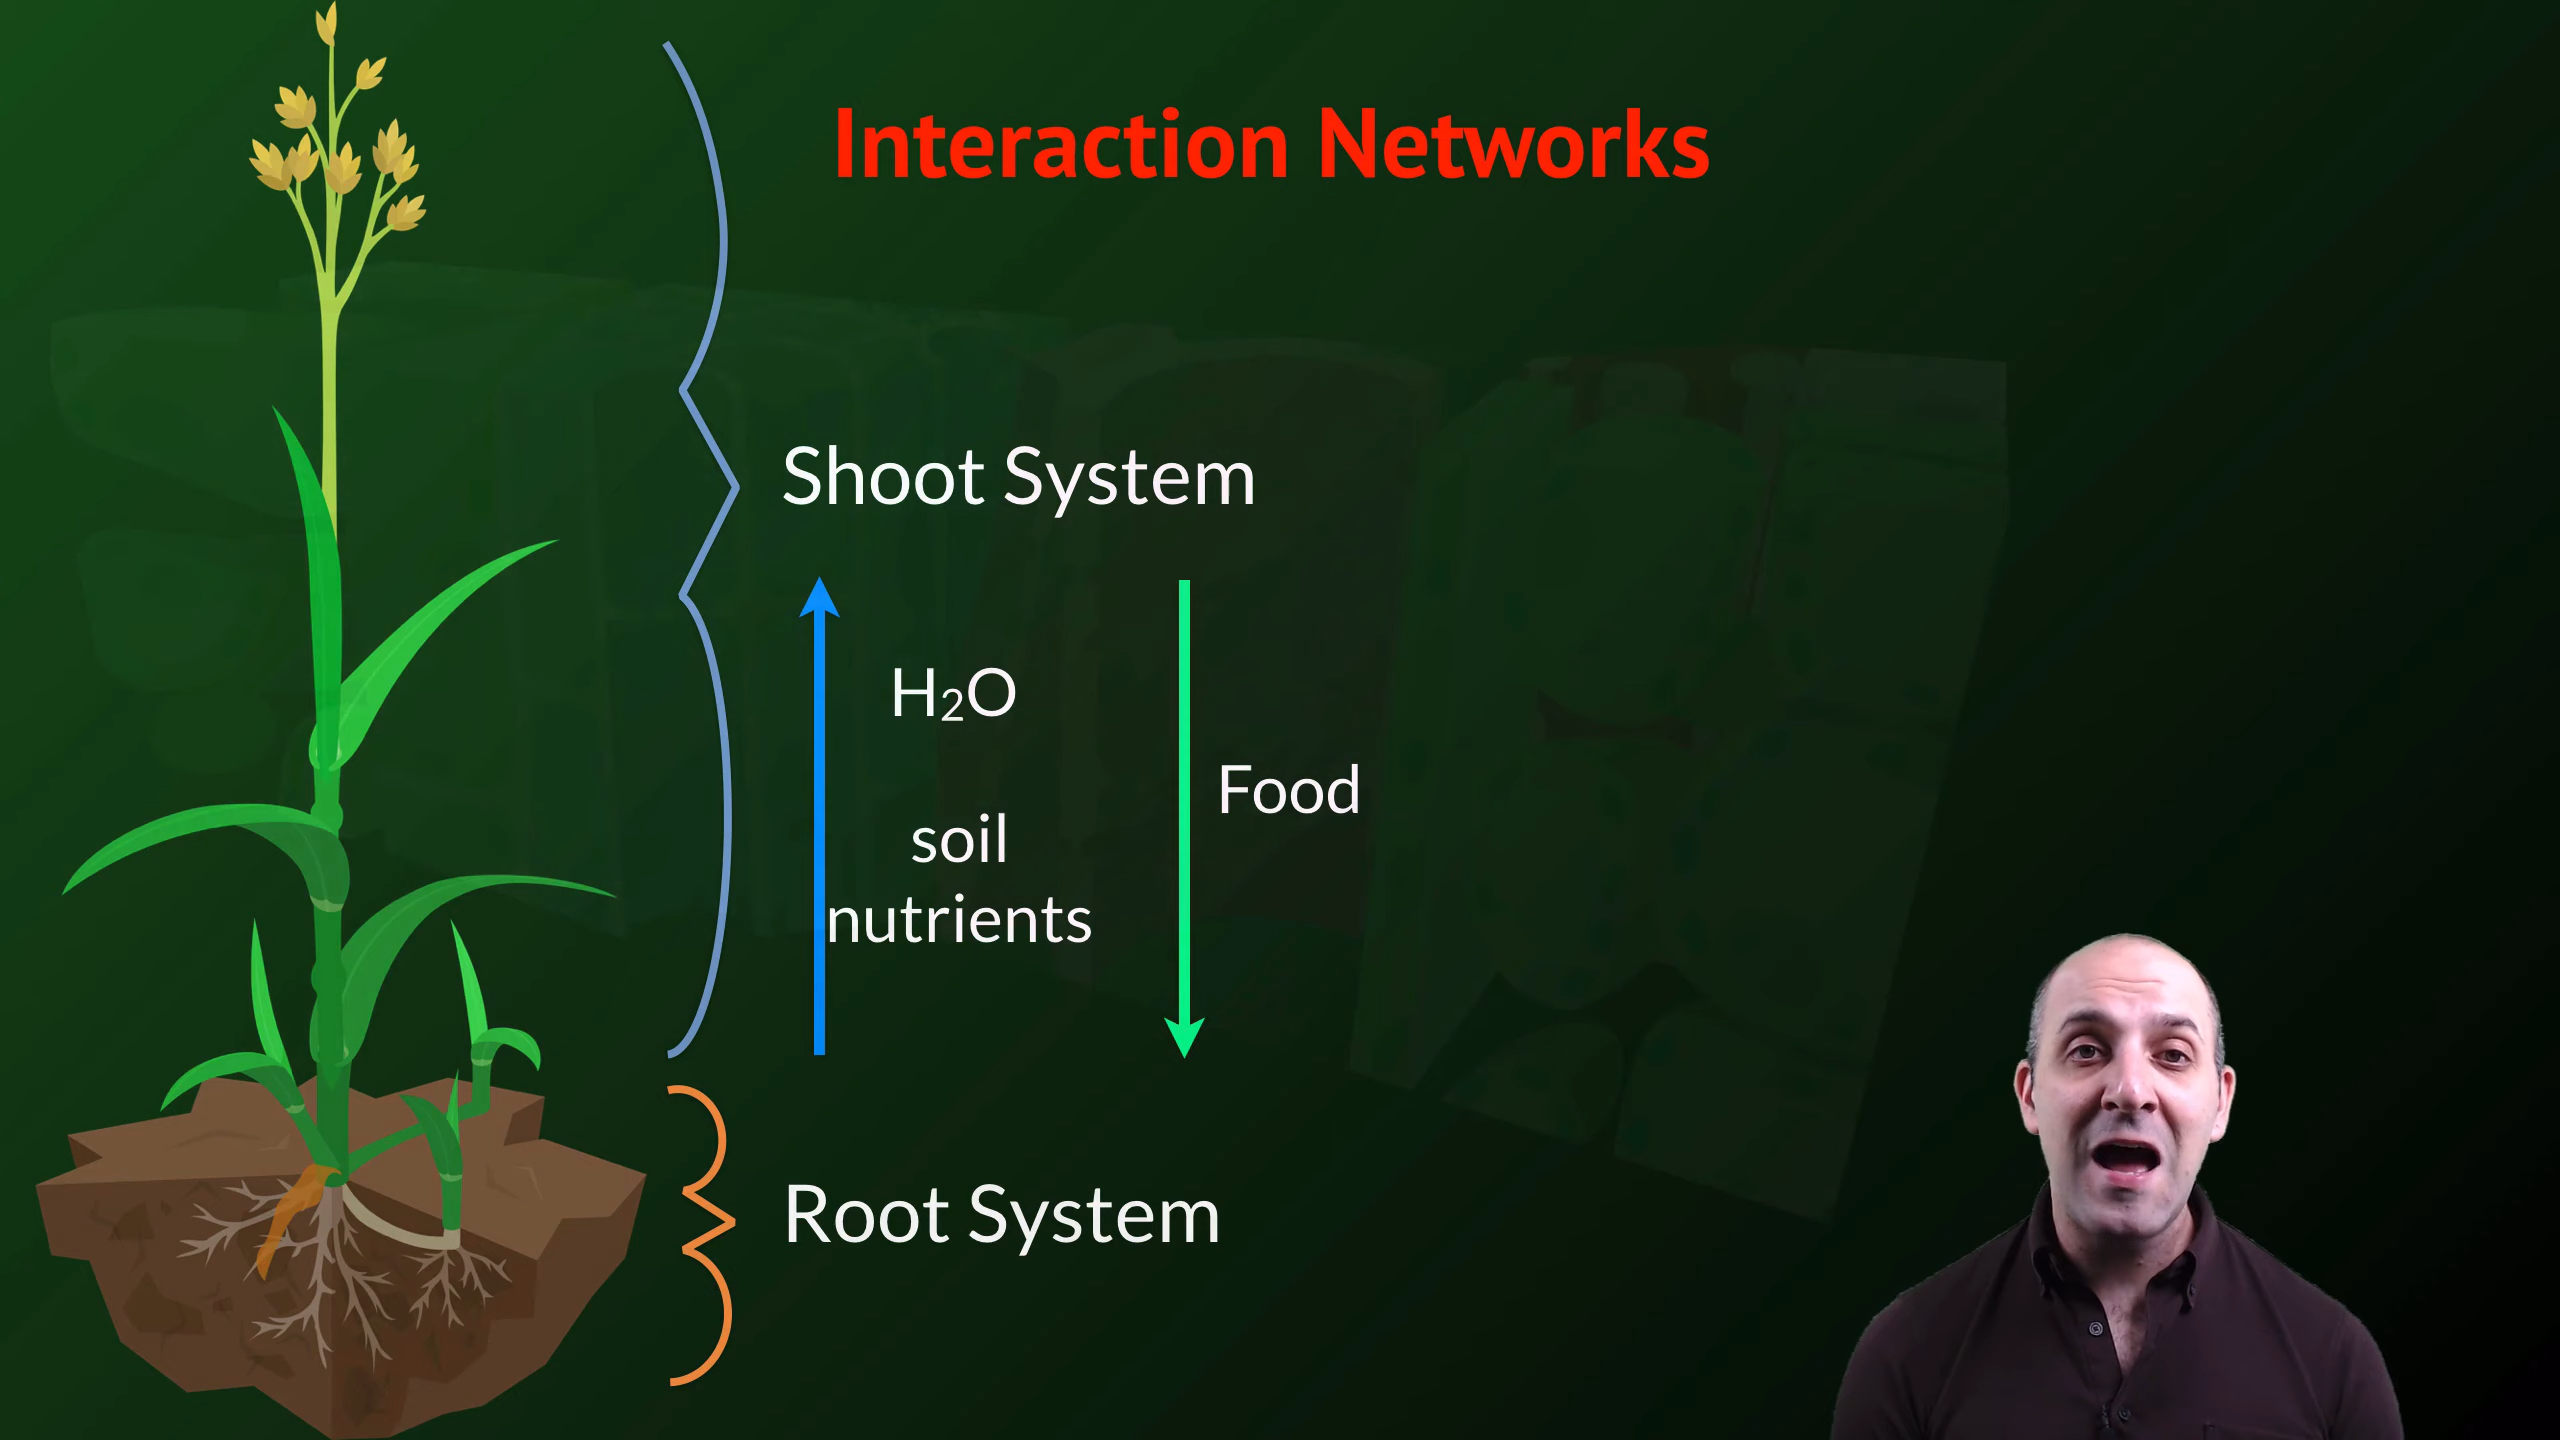 Interaction Networks
Shoot System
H₂O
soil
nutrients
Food
Root System